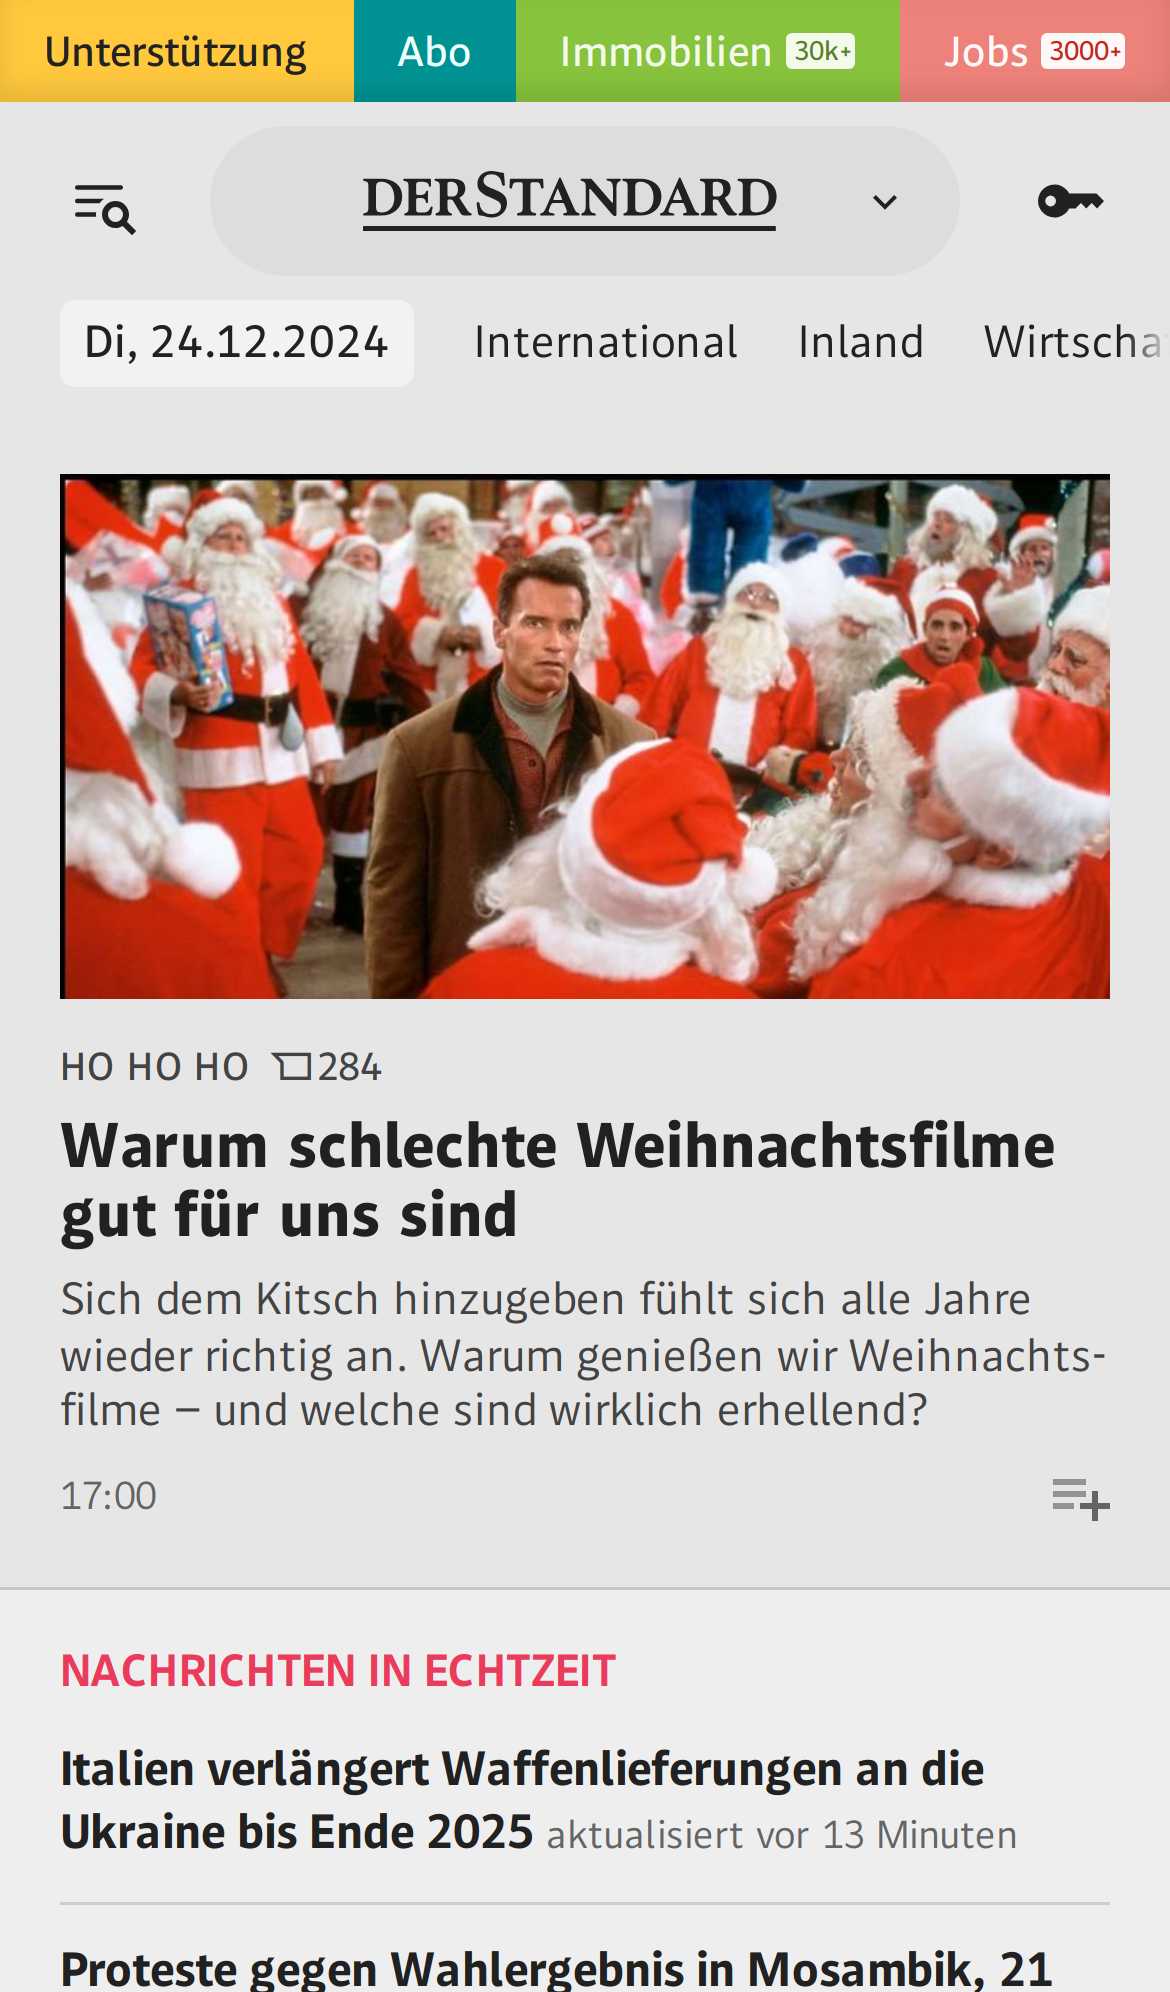 Unterstützung Abo Immobilien 30k+ Jobs 3000+
DERSTANDARD
Di, 24.12.2024 International Inland Wirtscha
HO HO HO 284
Warum schlechte Weihnachtsfilme
gut für uns sind
Sich dem Kitsch hinzugeben fühlt sich alle Jahre
wieder richtig an. Warum genießen wir Weihnachts-
filme – und welche sind wirklich erhellend?
17:00
NACHRICHTEN IN ECHTZEIT
Italien verlängert Waffenlieferungen an die
Ukraine bis Ende 2025 aktualisiert vor 13 Minuten
Proteste gegen Wahlergebnis in Mosambik, 21